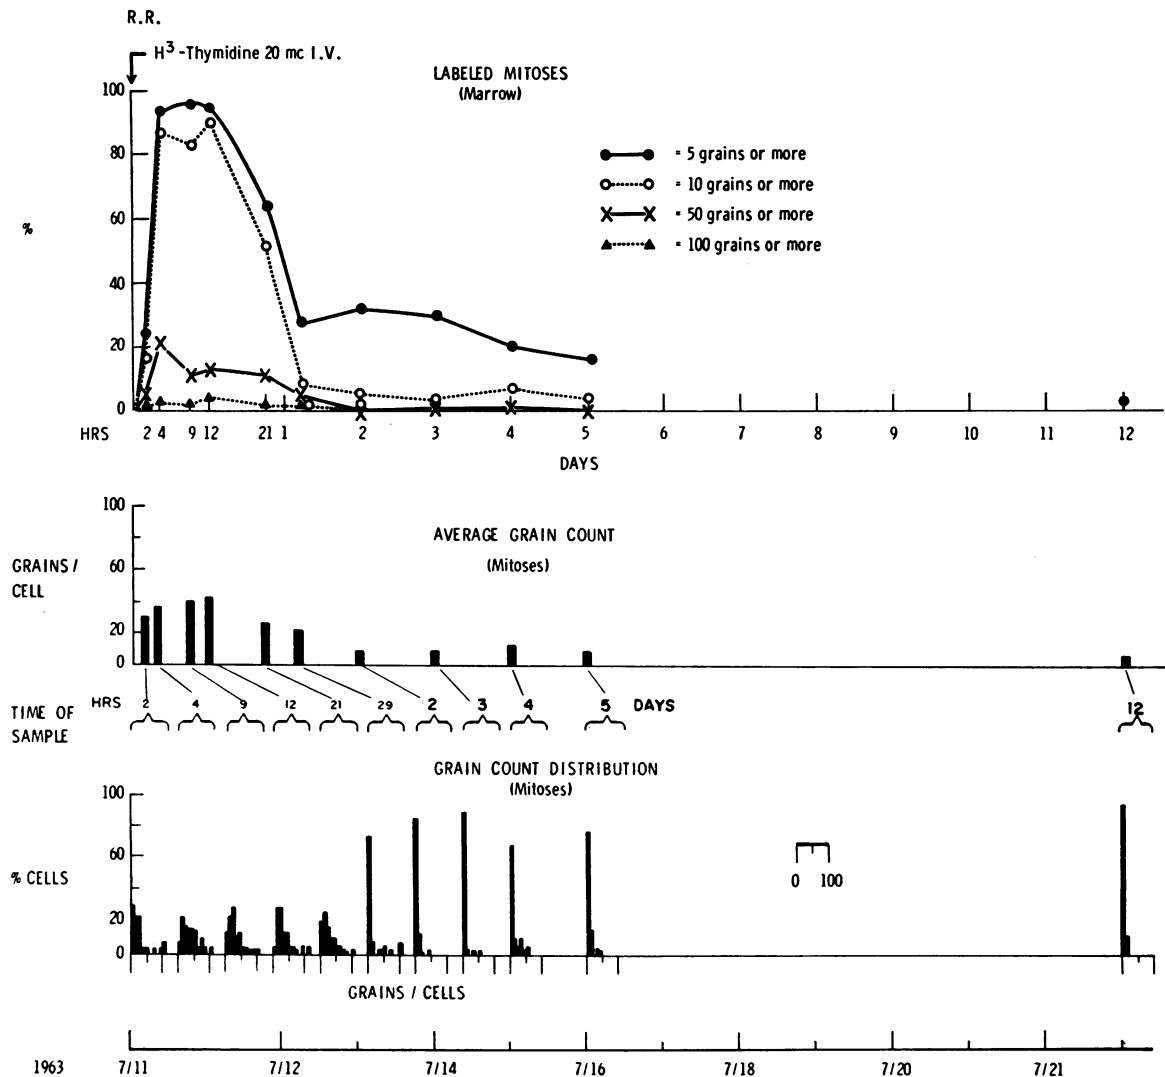 R.R.
H³-Thymidine 20 mc I.V.
LABELED MITOSES
(Marrow)
100
80
60
%
40
20
0
= 5 grains or more
= 10 grains or more
= 50 grains or more
= 100 grains or more
HRS 2 4 9 12 21 1 2 3 4 5 6 7 8 9 10 11 12
DAYS
100
60
20
0
AVERAGE GRAIN COUNT
(Mitoses)
GRAINS /
CELL
HRS 2 4 9 12 21 29 2 3 4 5 DAYS 12
TIME OF
SAMPLE
GRAIN COUNT DISTRIBUTION
(Mitoses)
100
60
% CELLS
20
0
0 100
GRAINS / CELLS
1963 7/11 7/12 7/14 7/16 7/18 7/20 7/21